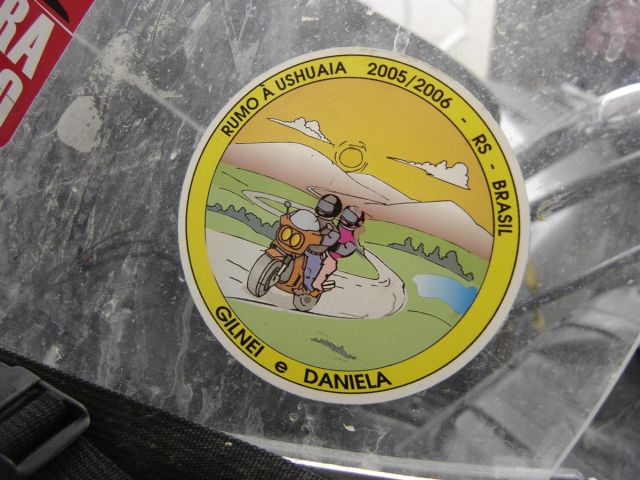 RUMO À USHUAIA 2005/2006 - RS - BRASIL
GILNEI e DANIELA